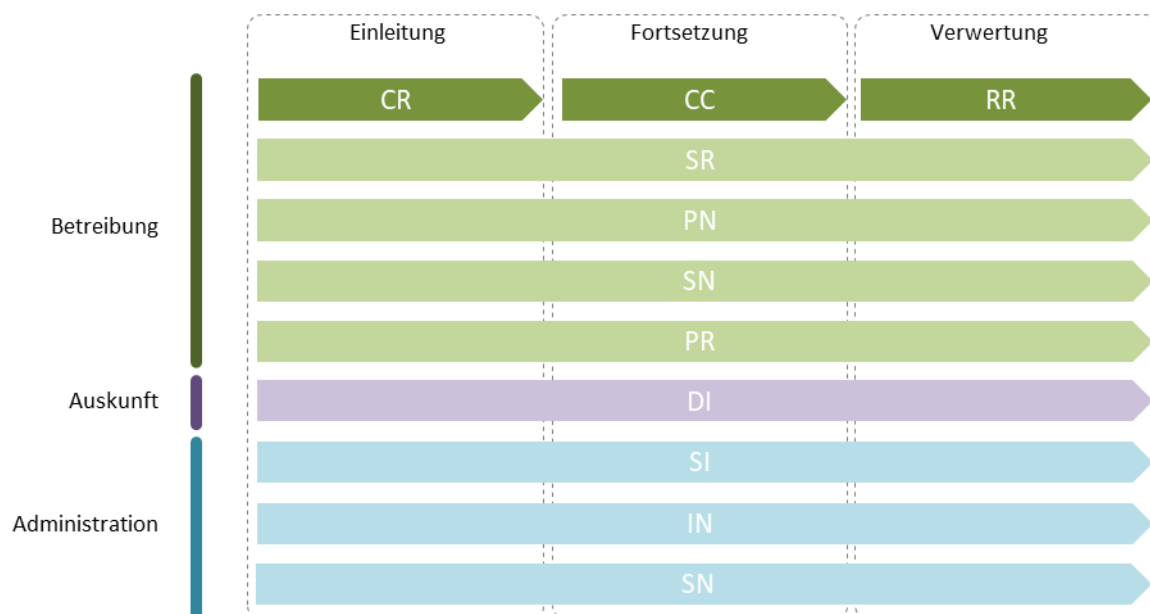 Einleitung Fortsetzung Verwertung
CR CC RR
SR
Betreibung PN
SN
PR
Auskunft DI
SI
Administration IN
SN